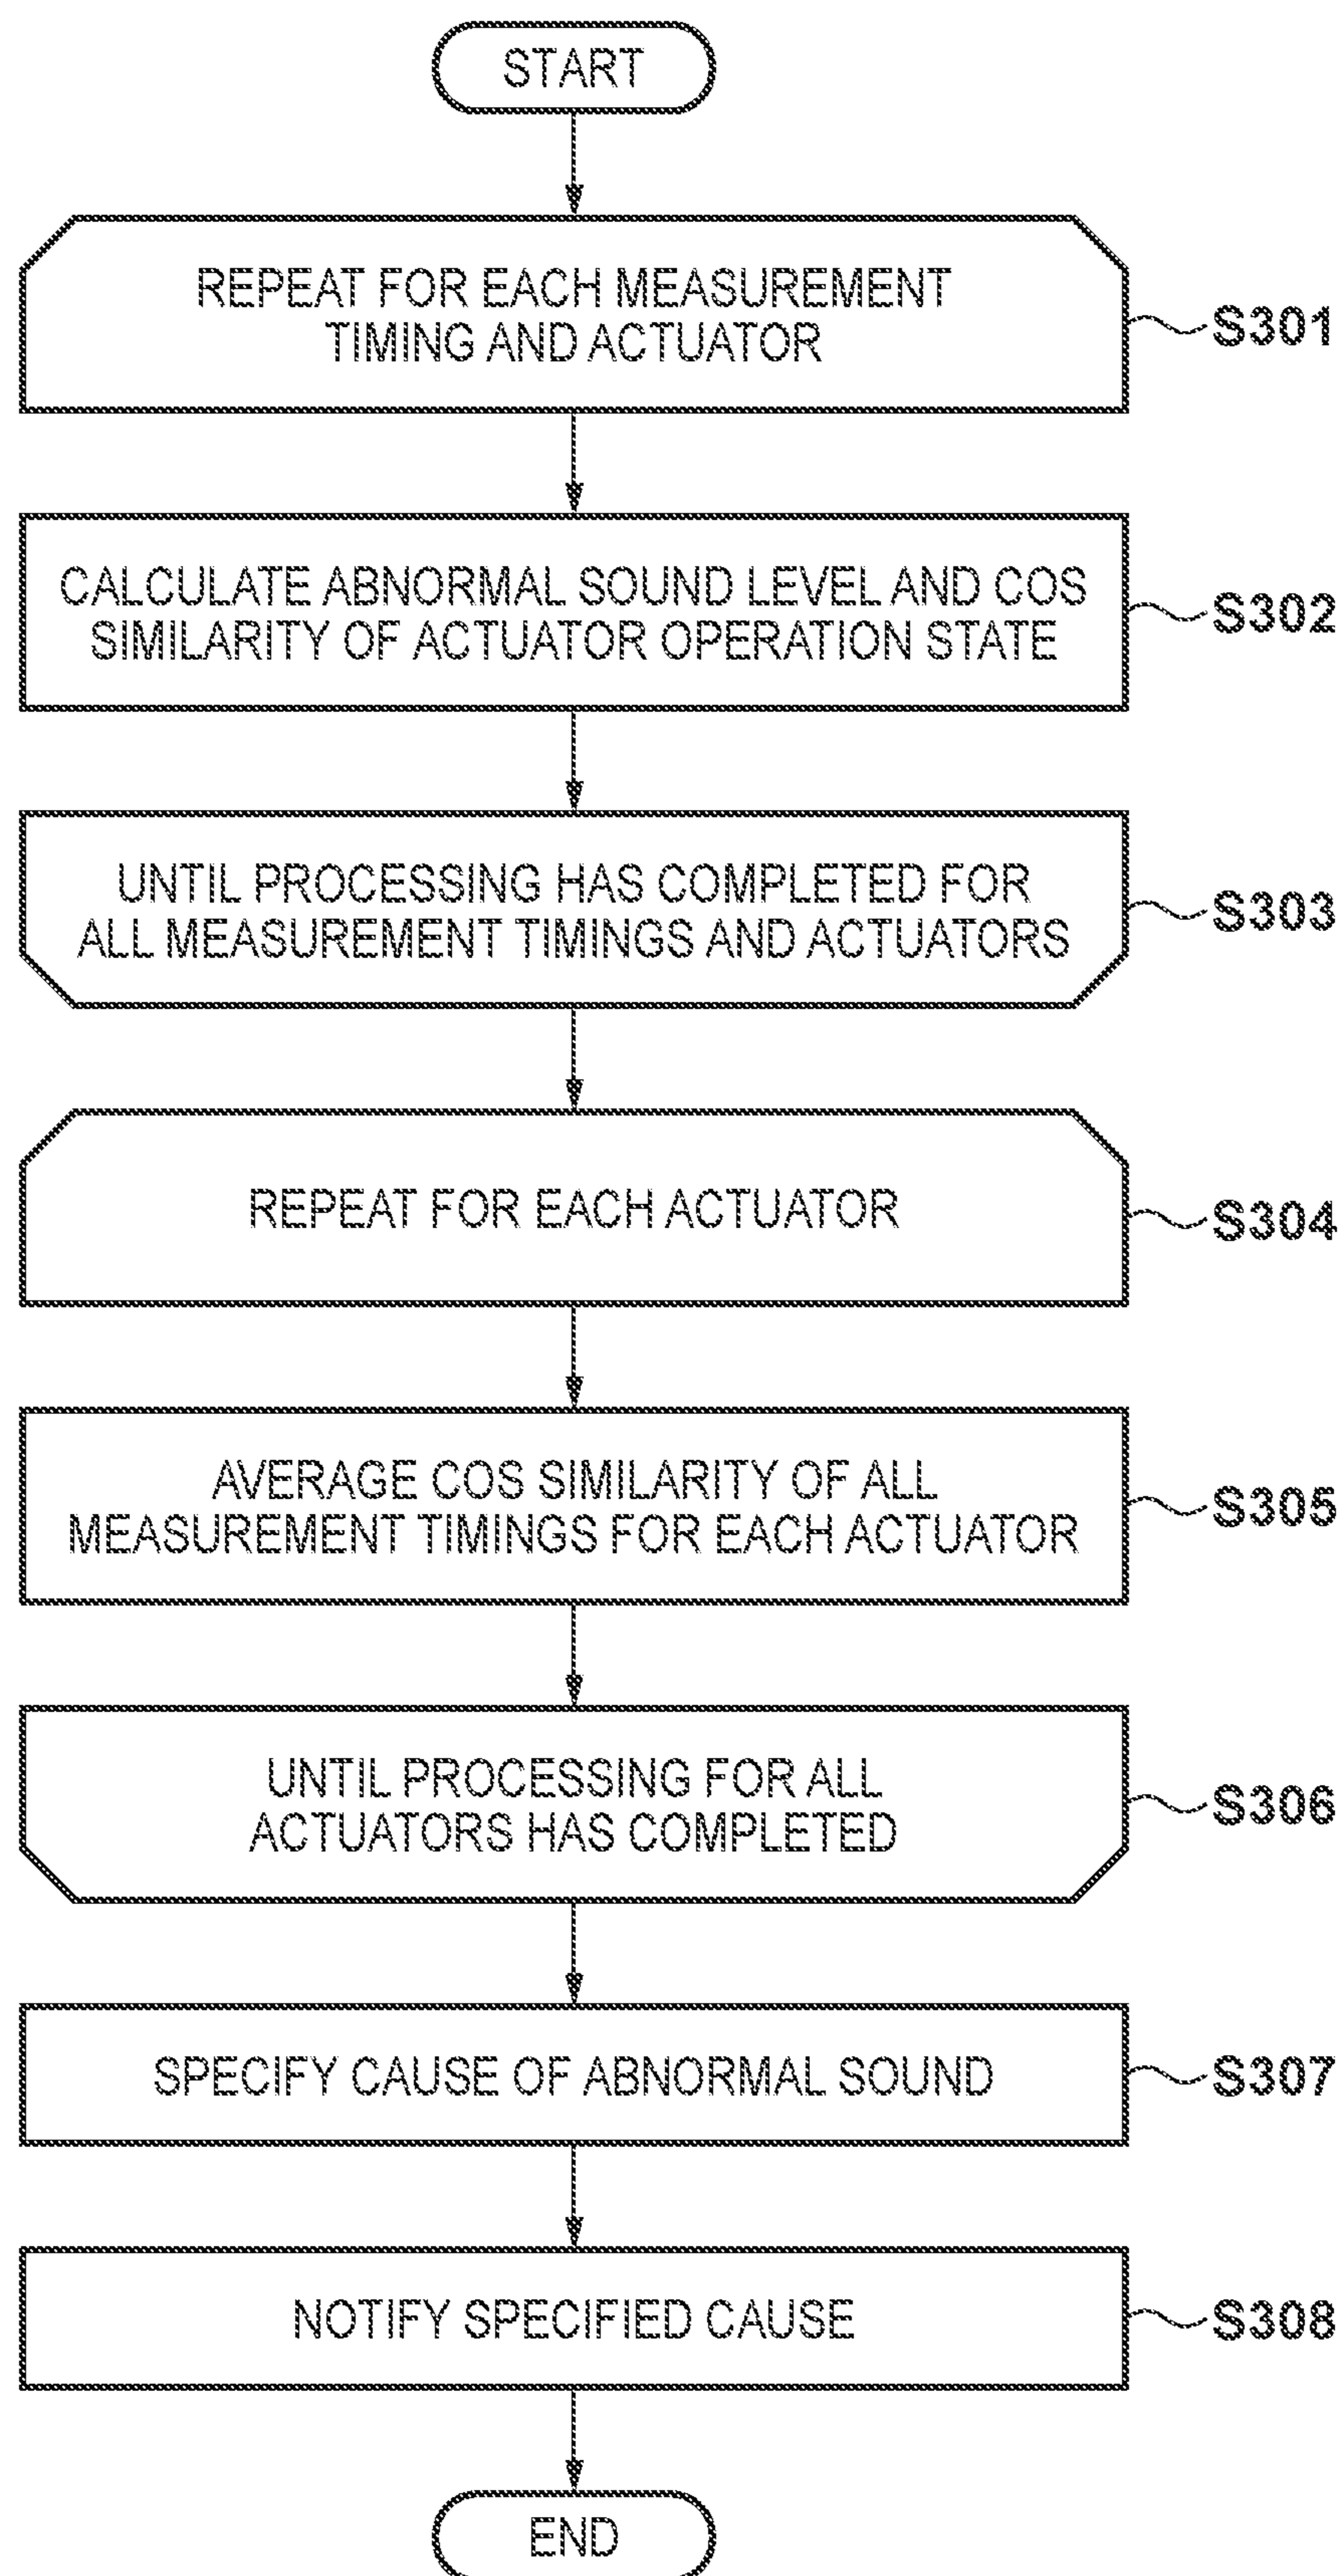 START
REPEAT FOR EACH MEASUREMENT
TIMING AND ACTUATOR
S301
CALCULATE ABNORMAL SOUND LEVEL AND COS
SIMILARITY OF ACTUATOR OPERATION STATE
S302
UNTIL PROCESSING HAS COMPLETED FOR
ALL MEASUREMENT TIMINGS AND ACTUATORS
S303
REPEAT FOR EACH ACTUATOR
S304
AVERAGE COS SIMILARITY OF ALL
MEASUREMENT TIMINGS FOR EACH ACTUATOR
S305
UNTIL PROCESSING FOR ALL
ACTUATORS HAS COMPLETED
S306
SPECIFY CAUSE OF ABNORMAL SOUND
S307
NOTIFY SPECIFIED CAUSE
S308
END